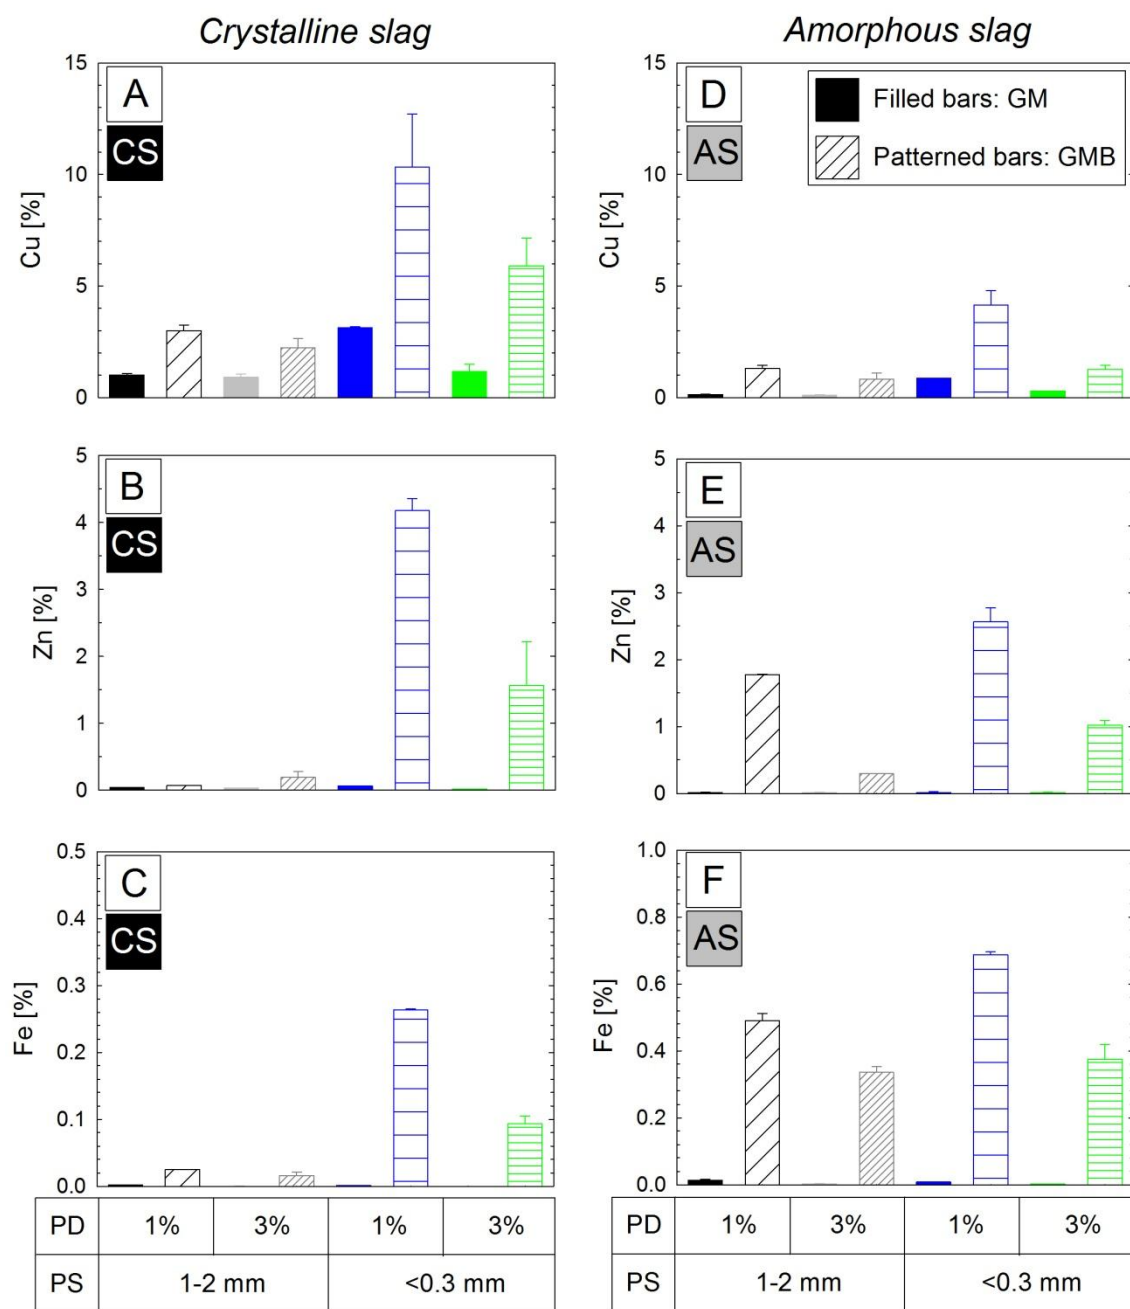 Crystalline slag
Amorphous slag
15
10
5
0
Cu [%]
A
CS
15
10
5
0
Cu [%]
D
AS
Filled bars: GM
Patterned bars: GMB
5
4
3
2
1
0
Zn [%]
B
CS
5
4
3
2
1
0
Zn [%]
E
AS
0.5
0.4
0.3
0.2
0.1
0.0
Fe [%]
C
CS
1.0
0.8
0.6
0.4
0.2
0.0
Fe [%]
F
AS
PD 1% 3% 1% 3%
PS 1-2 mm <0.3 mm
PD 1% 3% 1% 3%
PS 1-2 mm <0.3 mm